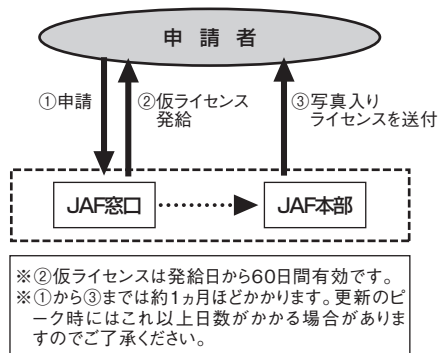 申請者
①申請
②仮ライセンス
発給
③写真入り
ライセンスを送付
JAF窓口
JAF本部
※②仮ライセンスは発給日から60日間有効です。
※①から③までは約1ヵ月ほどかかります。更新のピ
ーク時にはこれ以上日数がかかる場合がありま
すのでご了承ください。